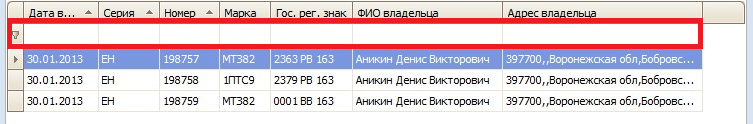 Дата в... Серия Номер Марка Гос. рег. знак ФИО владельца Адрес владельца
30.01.2013 ЕН 198757 МТЗ82 2363 РВ 163 Аникин Денис Викторович 397700,,Воронежская обл,Бобровс...
30.01.2013 ЕН 198758 1ПТС9 2379 РВ 163 Аникин Денис Викторович 397700,,Воронежская обл,Бобровс...
30.01.2013 ЕН 198759 МТЗ82 0001 ВВ 163 Аникин Денис Викторович 397700,,Воронежская обл,Бобровс...